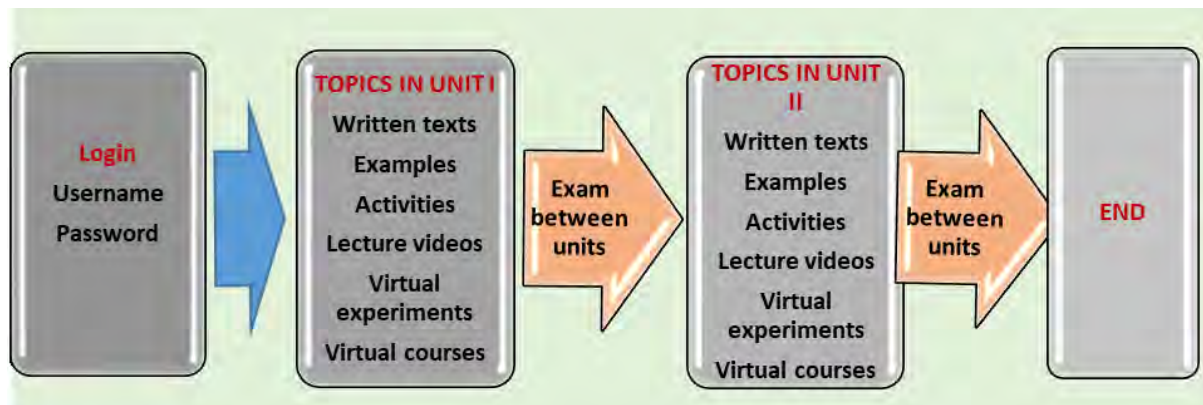 Login
Username
Password
TOPICS IN UNIT I
Written texts
Examples
Activities
Lecture videos
Virtual
experiments
Virtual courses
Exam
between
units
TOPICS IN UNIT
II
Written texts
Examples
Activities
Lecture videos
Virtual
experiments
Virtual courses
Exam
between
units
END